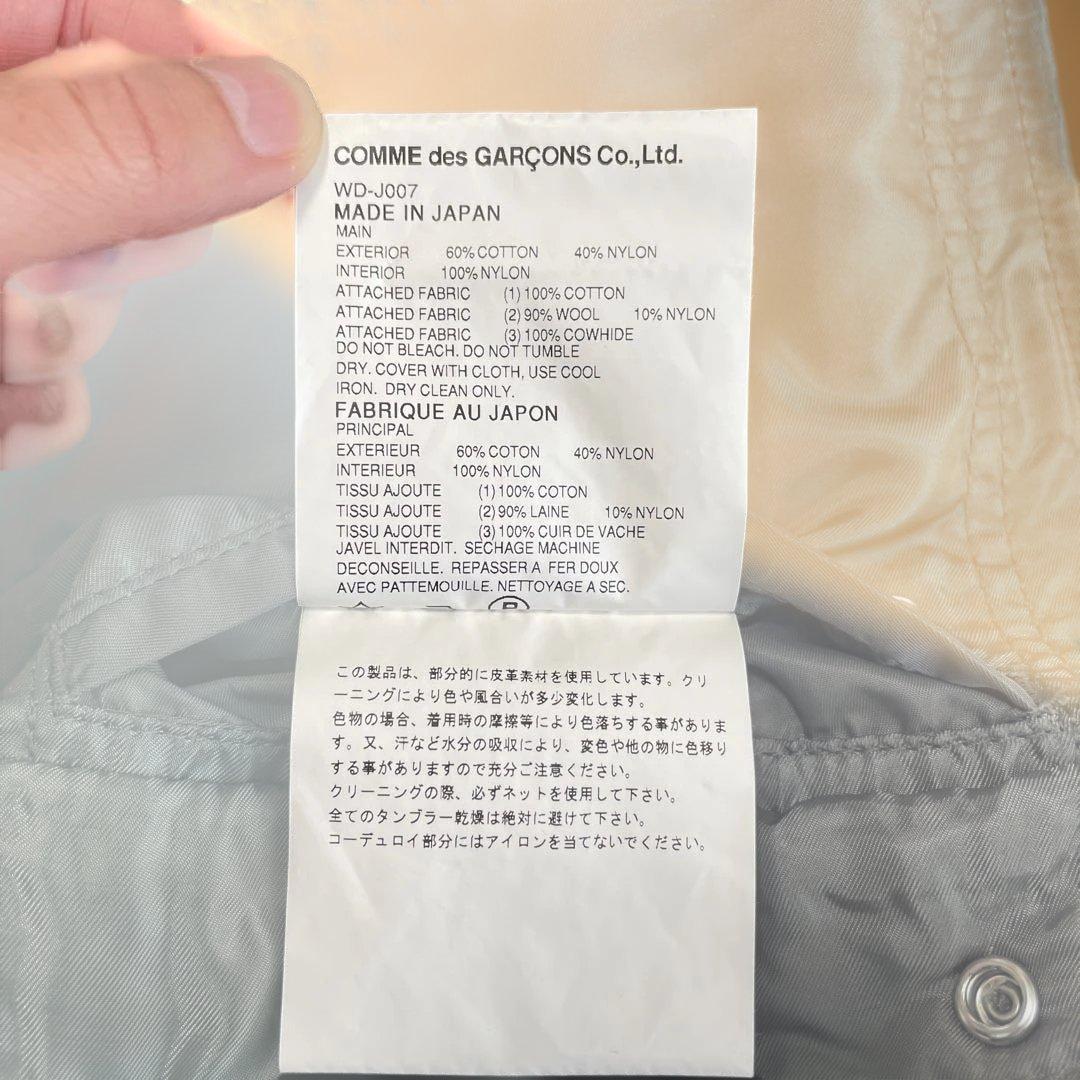 COMME des GARÇONS Co.,Ltd.
WD-J007
MADE IN JAPAN
MAIN
EXTERIOR 60% COTTON 40% NYLON
INTERIOR 100% NYLON
ATTACHED FABRIC (1) 100% COTTON
ATTACHED FABRIC (2) 90% WOOL 10% NYLON
ATTACHED FABRIC (3) 100% COWHIDE
DO NOT BLEACH. DO NOT TUMBLE
DRY. COVER WITH CLOTH, USE COOL
IRON. DRY CLEAN ONLY.
FABRIQUE AU JAPON
PRINCIPAL
EXTERIEUR 60% COTON 40% NYLON
INTERIEUR 100% NYLON
TISSU AJOUTE (1) 100% COTON
TISSU AJOUTE (2) 90% LAINE 10% NYLON
TISSU AJOUTE (3) 100% CUIR DE VACHE
JAVEL INTERDIT. SECHAGE MACHINE
DECONSEILLE. REPASSER A FER DOUX
AVEC PATTEMOUILLE. NETTOYAGE A SEC.
P
この製品は、部分的に皮革素材を使用しています。クリ
ーニングにより色や風合いが多少変化します。
色物の場合、着用時の摩擦等により色落ちする事がありま
す。又、汗など水分の吸収により、変色や他の物に色移り
する事がありますので充分ご注意ください。
クリーニングの際、必ずネットを使用して下さい。
全てのタンブラー乾燥は絶対に避けて下さい。
コーデュロイ部分にはアイロンを当てないでください。